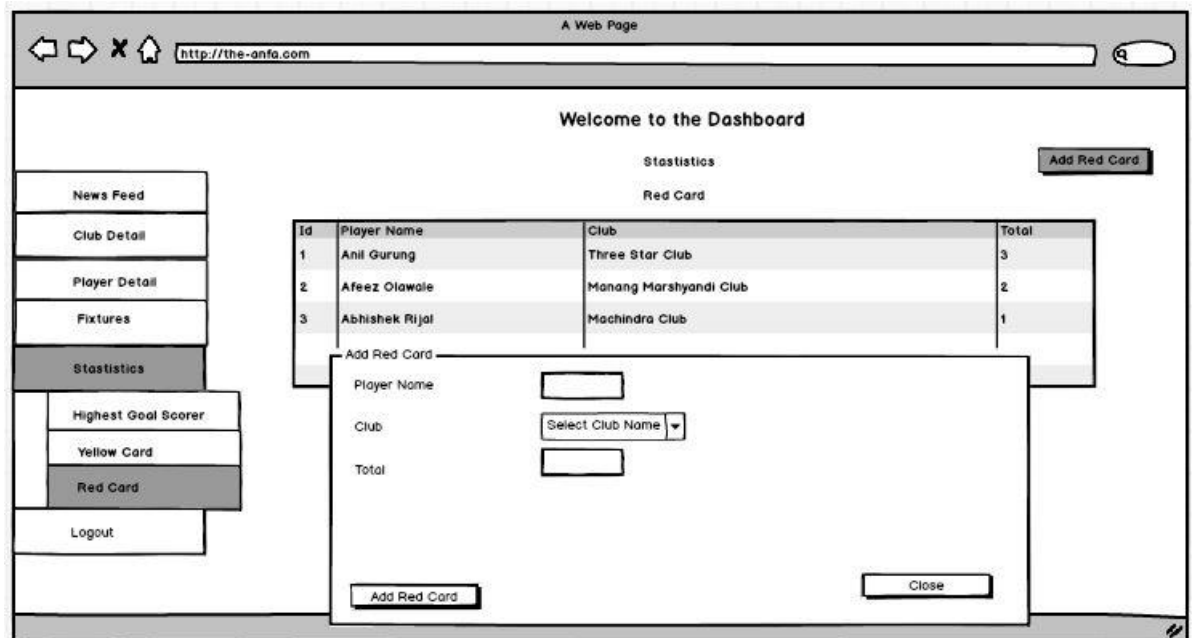 A Web Page
http://the-anfa.com
Welcome to the Dashboard
Stastistics
Add Red Card
Red Card
News Feed
Club Detail
Player Detail
Fixtures
Stastistics
Highest Goal Scorer
Yellow Card
Red Card
Logout
Id Player Name Club Total
1 Anil Gurung Three Star Club 3
2 Afeez Olawale Manang Marshyandi Club 2
3 Abhishek Rijal Machindra Club 1
Add Red Card
Player Name
Club Select Club Name
Total
Add Red Card Close